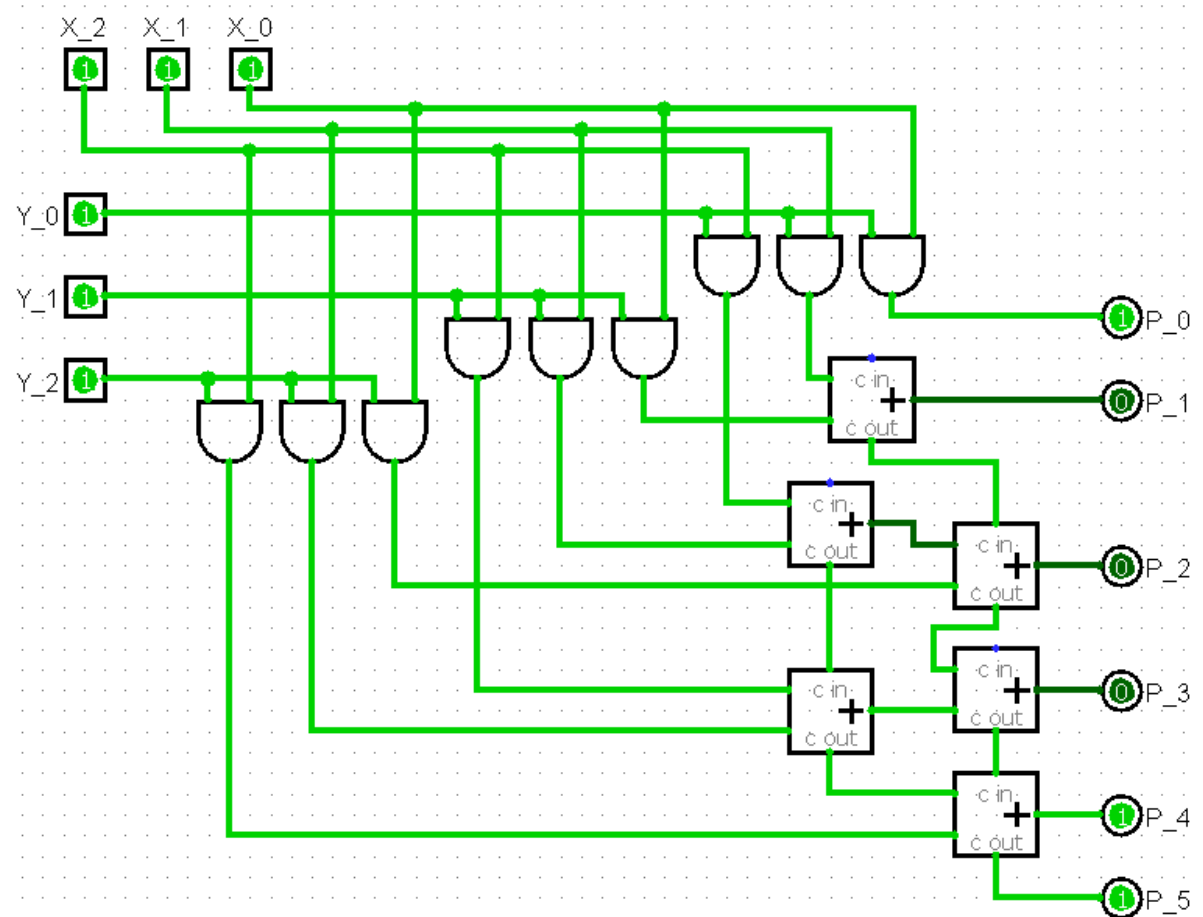 X_2 X_1 X_0
1 1 1
Y_0 1
Y_1 1
1 P_0
Y_2 1
c in
+
c out
0 P_1
c in
+
c out
c in
+
c out
0 P_2
c in
+
c out
c in
+
c out
0 P_3
c in
+
c out
1 P_4
1 P_5